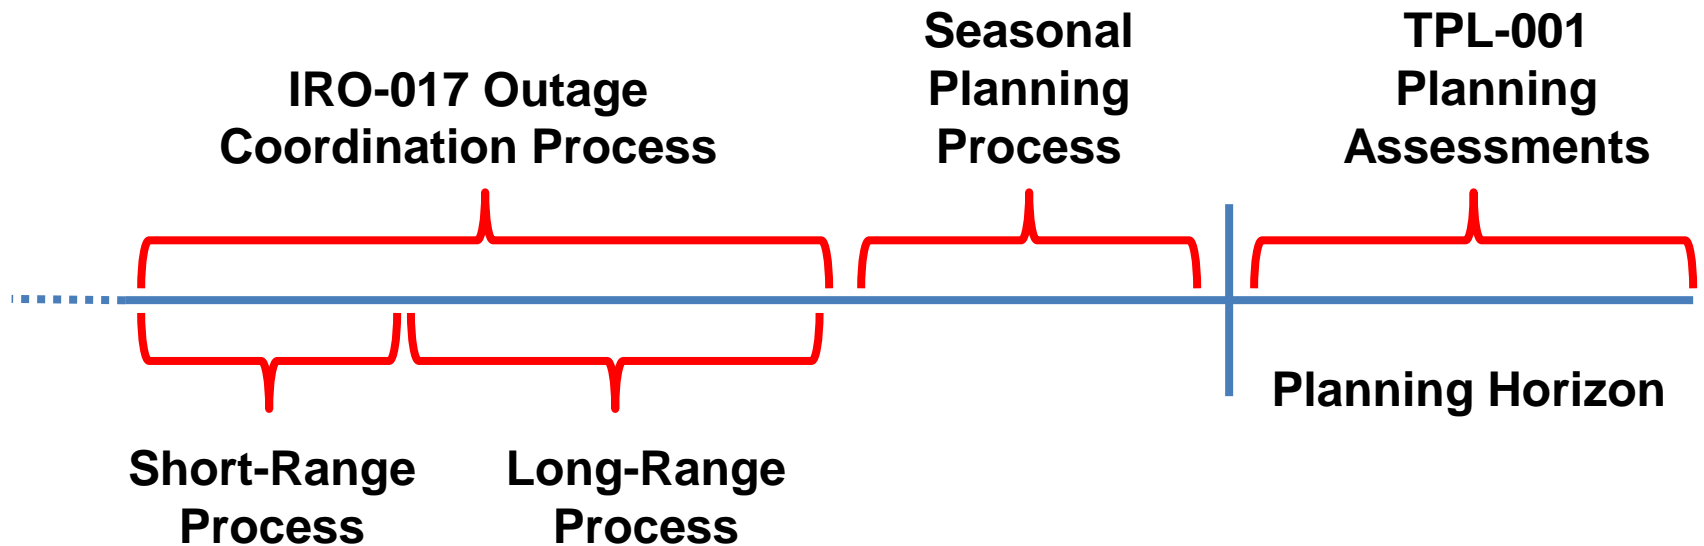 IRO-017 Outage
Coordination Process
Seasonal
Planning
Process
TPL-001
Planning
Assessments
Short-Range
Process
Long-Range
Process
Planning Horizon